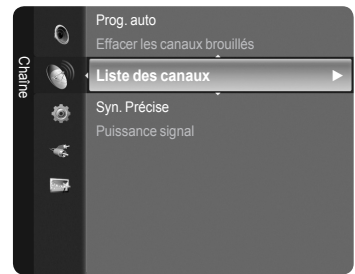 Chaîne
Prog. auto
Effacer les canaux brouillés
Liste des canaux
Syn. Précise
Puissance signal